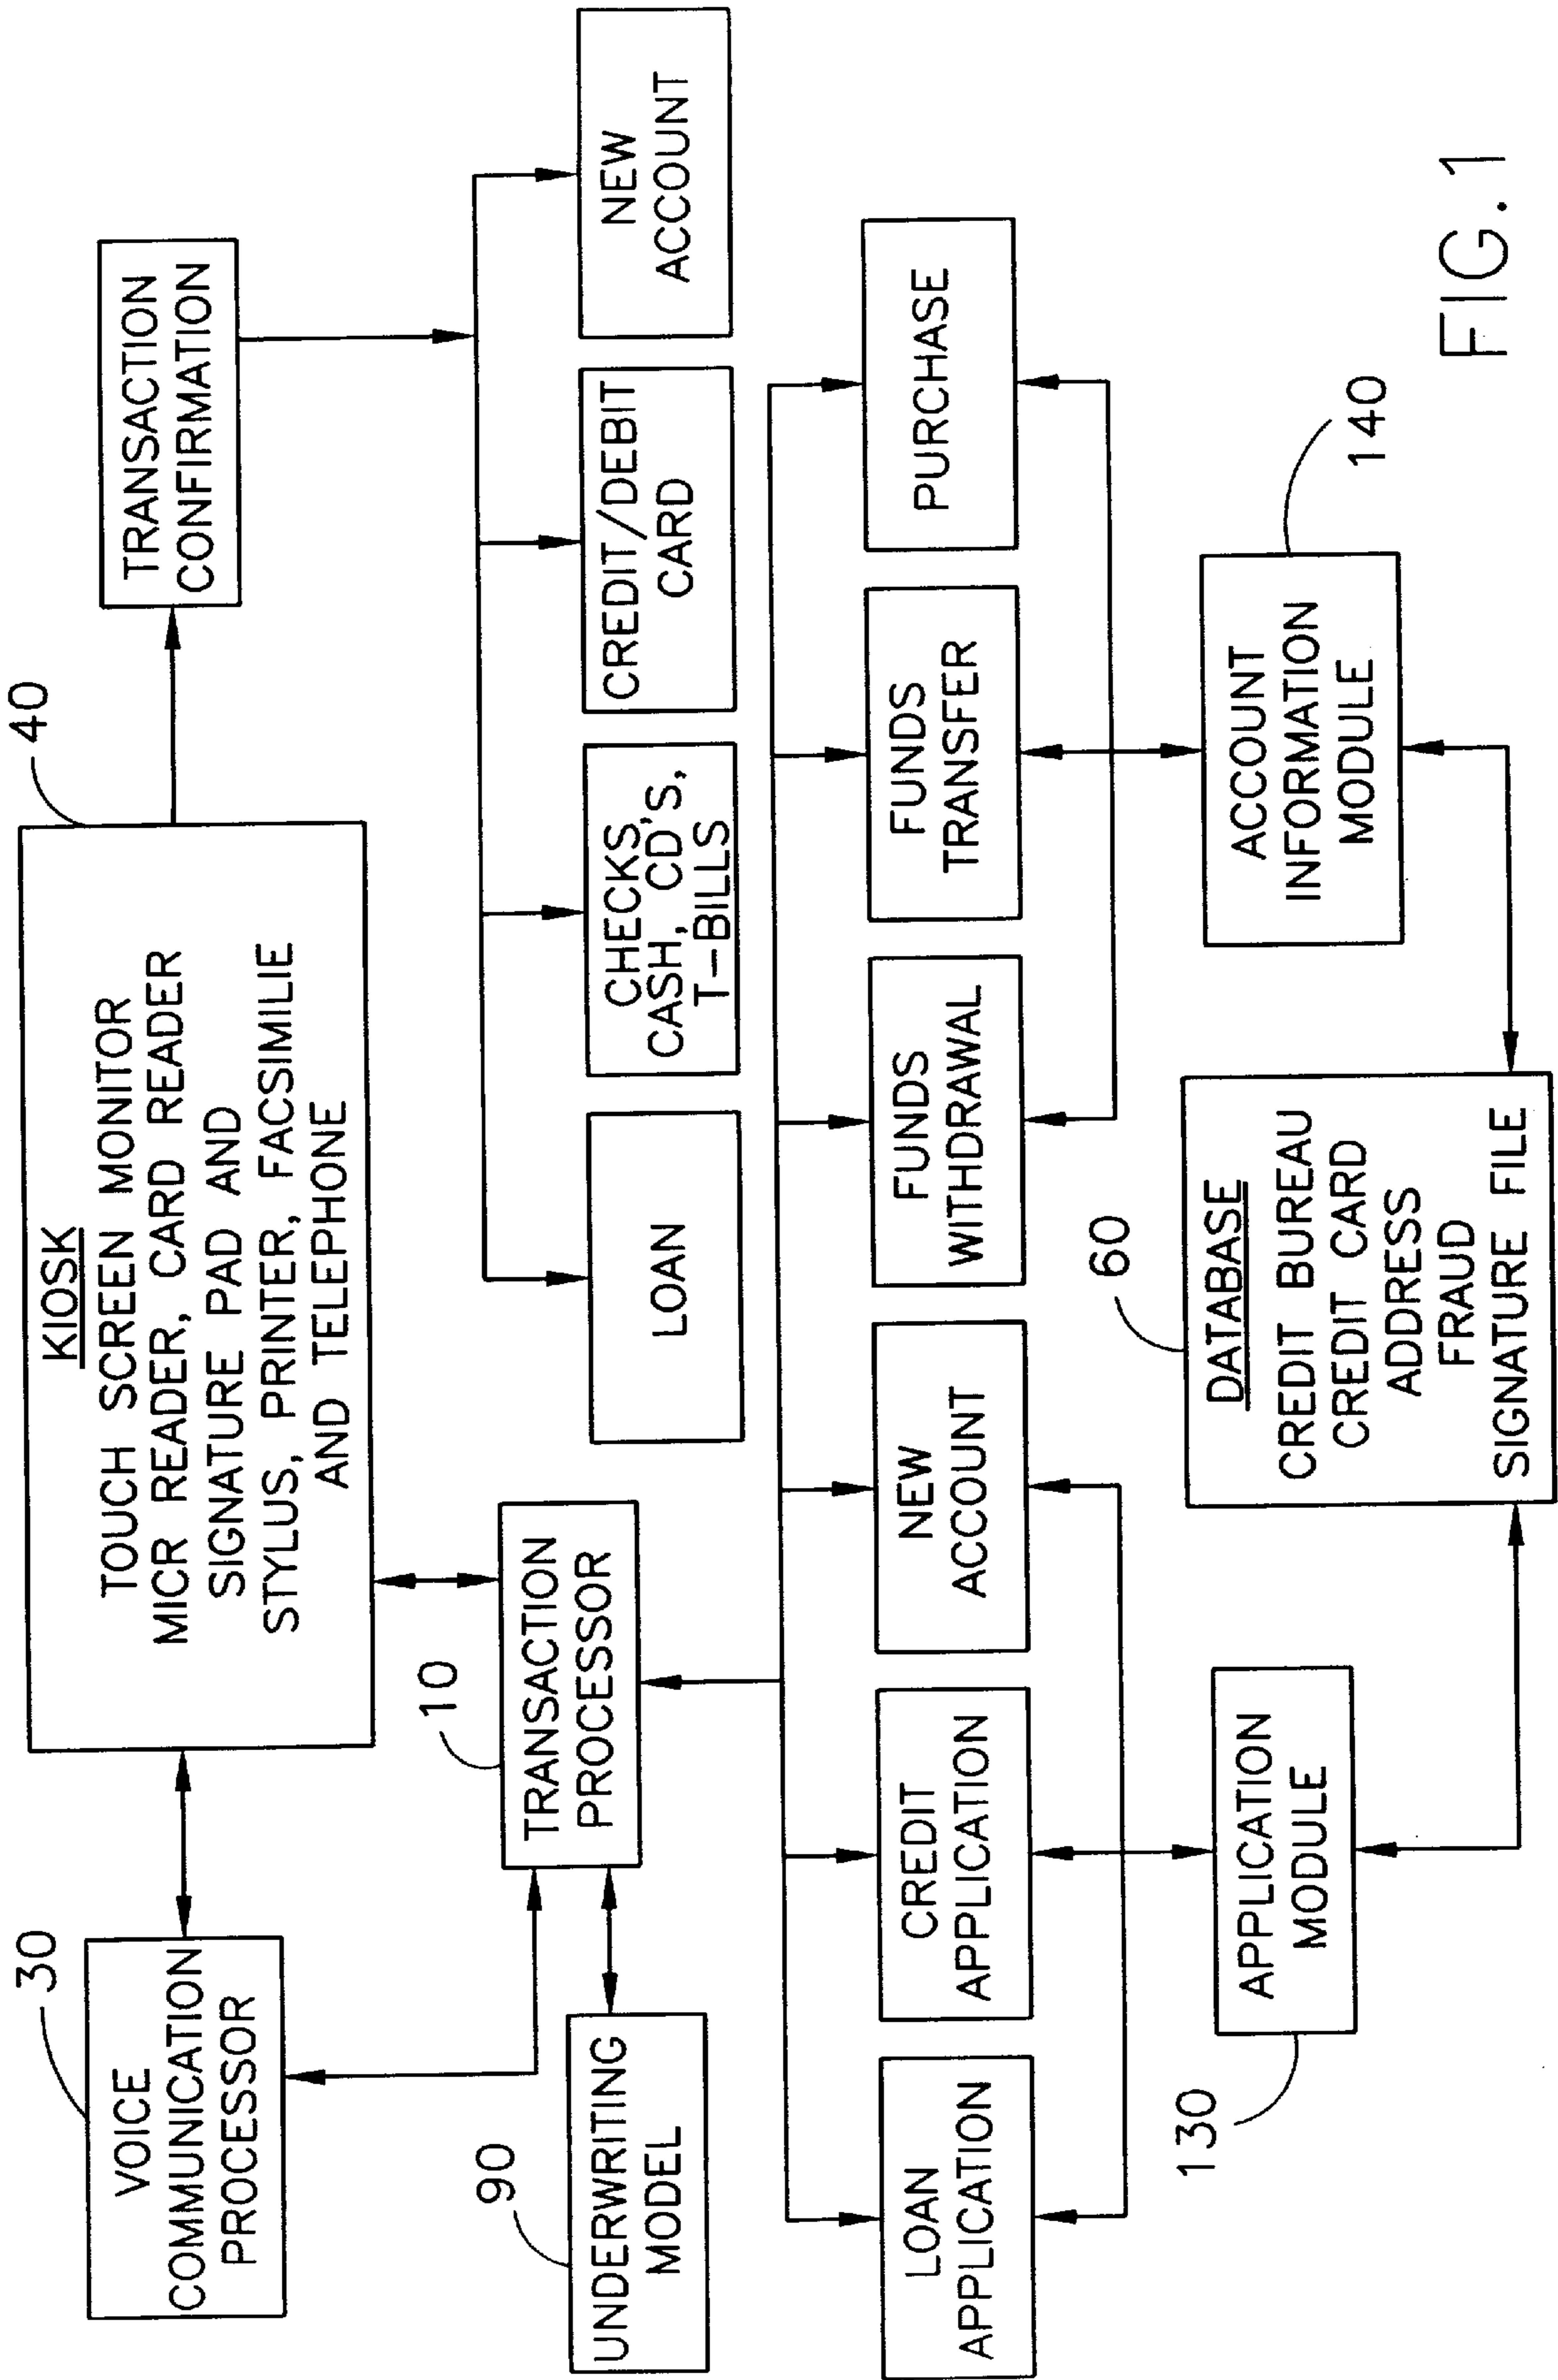 40
KIOSK
TOUCH SCREEN MONITOR
MICR READER, CARD READER
SIGNATURE PAD AND
STYLUS, PRINTER, FACSIMILIE
AND TELEPHONE
30
VOICE
COMMUNICATION
PROCESSOR
TRANSACTION
CONFIRMATION
10
TRANSACTION
PROCESSOR
90
UNDERWRITING
MODEL
LOAN
CHECKS,
CASH, CD'S,
T-BILLS
CREDIT/DEBIT
CARD
NEW
ACCOUNT
LOAN
APPLICATION
CREDIT
APPLICATION
NEW
ACCOUNT
FUNDS
WITHDRAWAL
FUNDS
TRANSFER
PURCHASE
130
APPLICATION
MODULE
60
DATABASE
CREDIT BUREAU
CREDIT CARD
ADDRESS
FRAUD
SIGNATURE FILE
ACCOUNT
INFORMATION
MODULE
140
FIG. 1